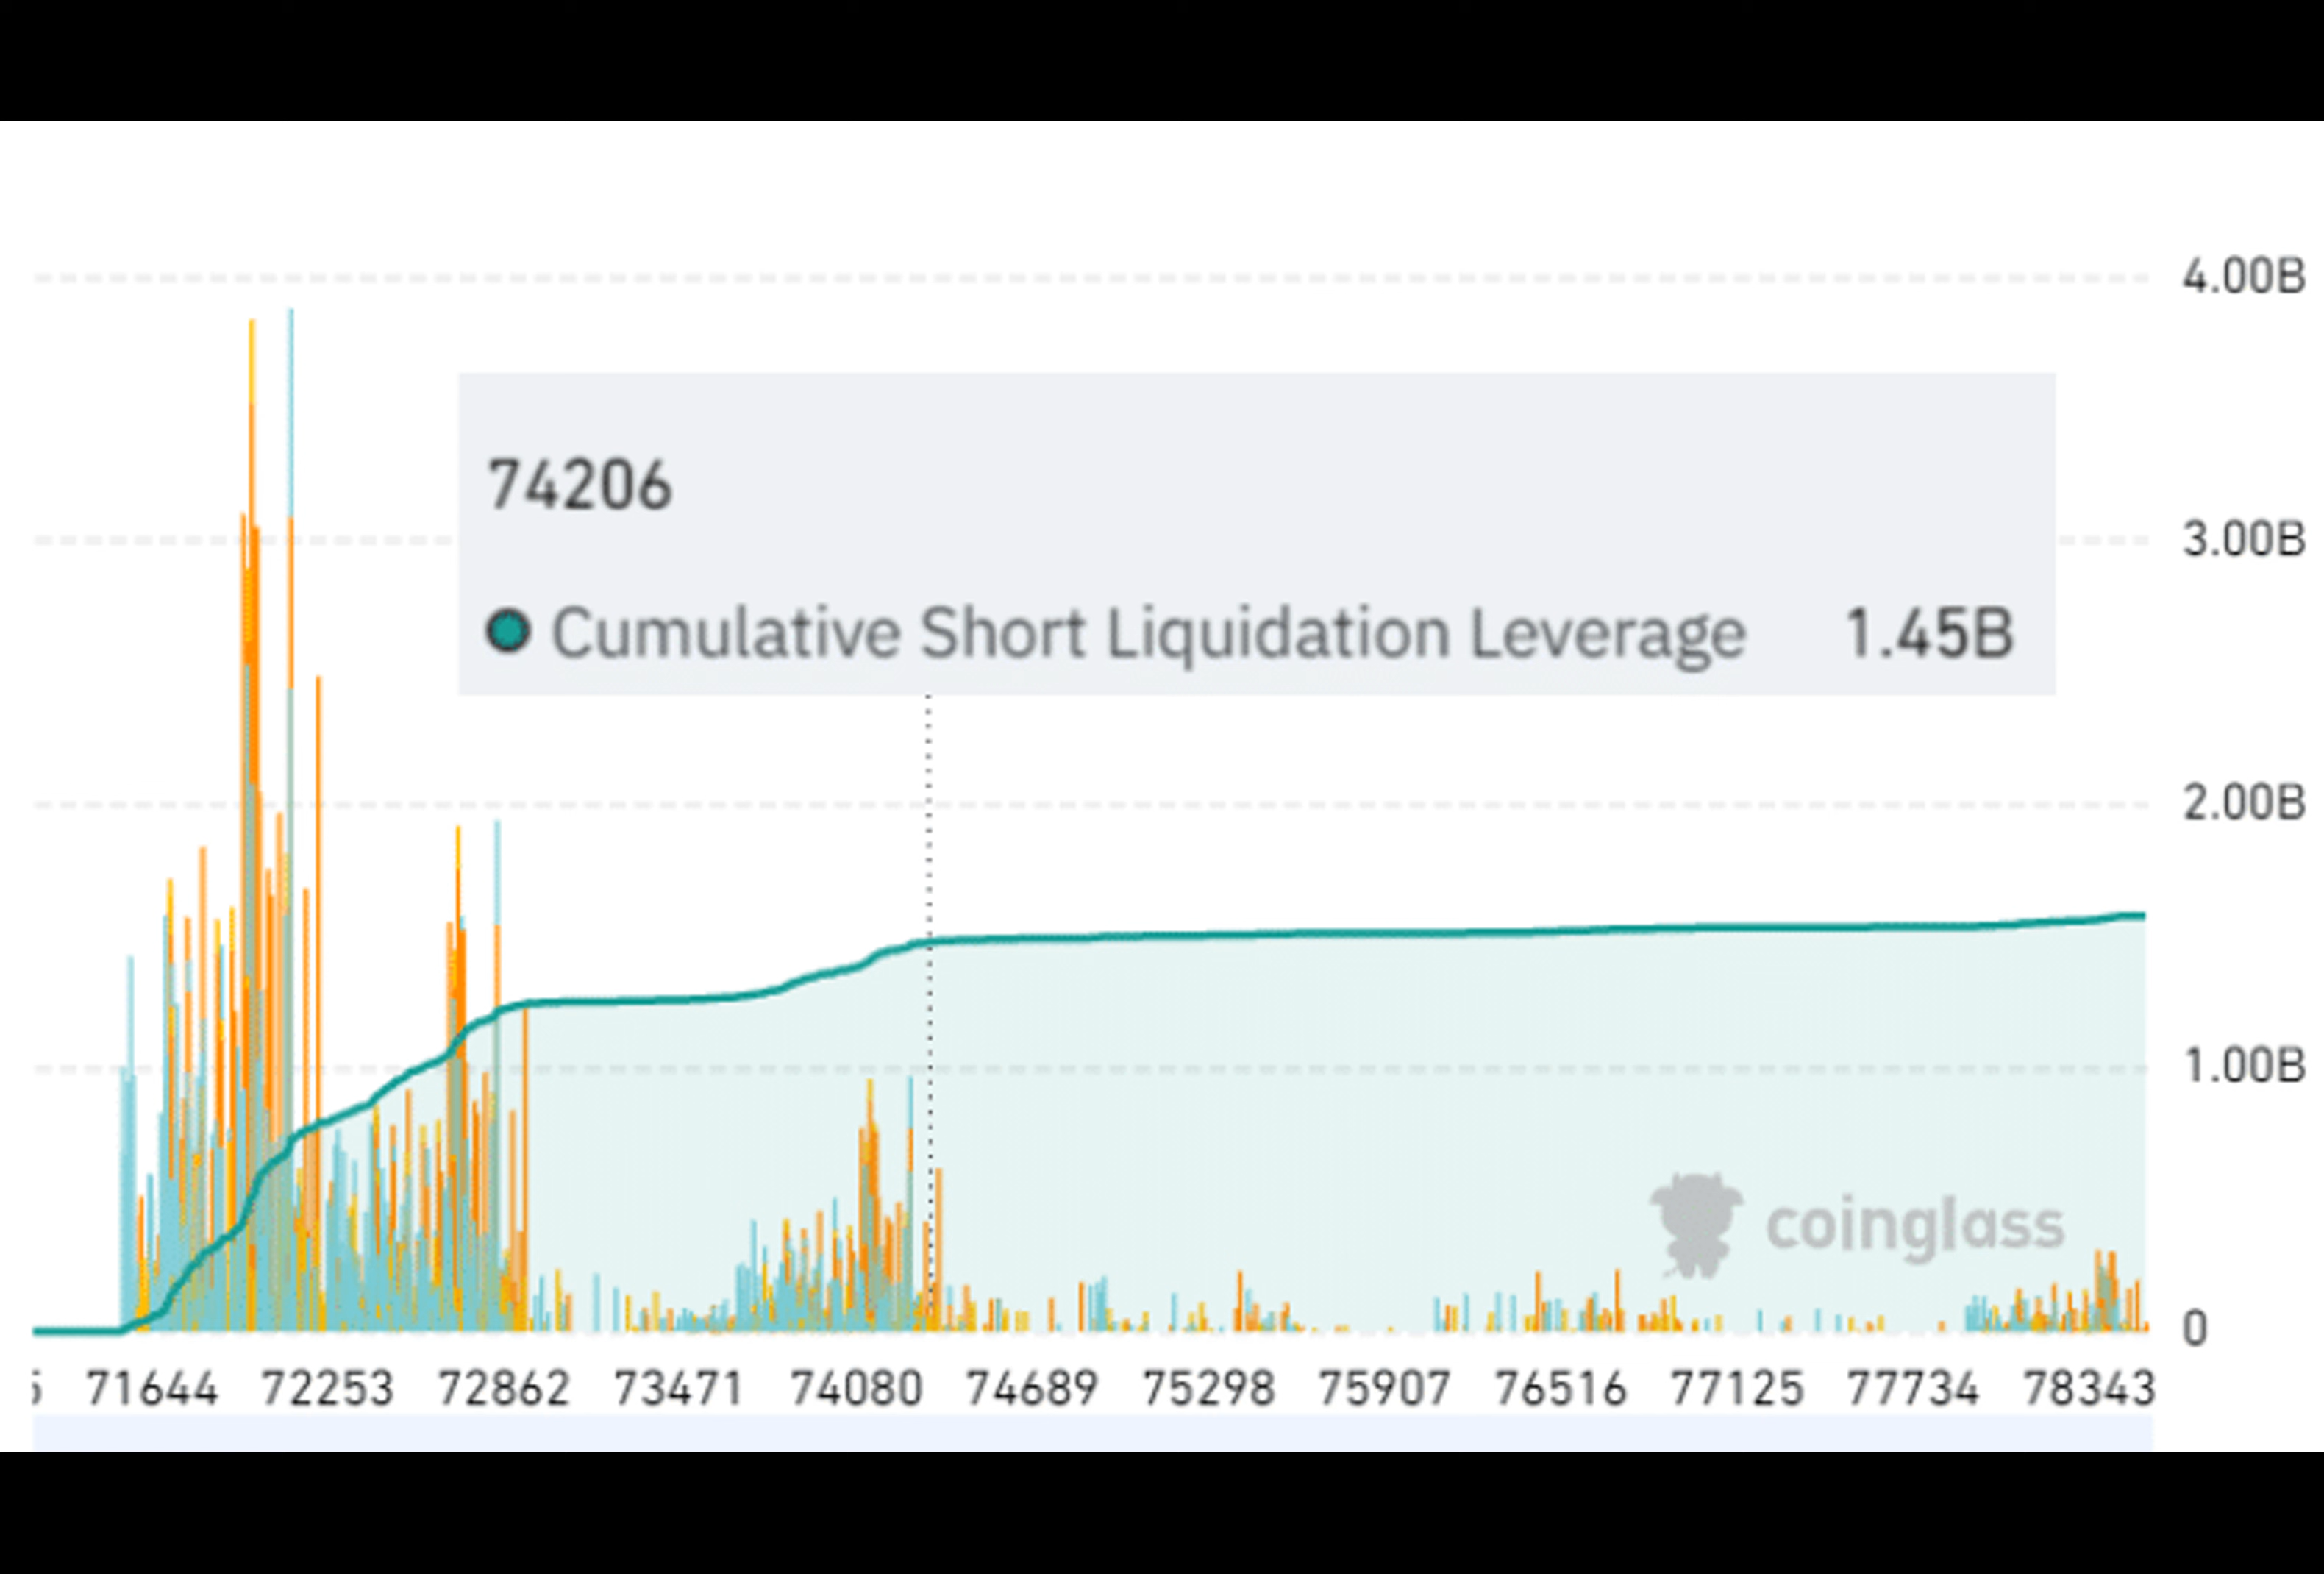 4.00B
74206
3.00B
Cumulative Short Liquidation Leverage 1.45B
2.00B
1.00B
coinglass
0
71644 72253 72862 73471 74080 74689 75298 75907 76516 77125 77734 78343